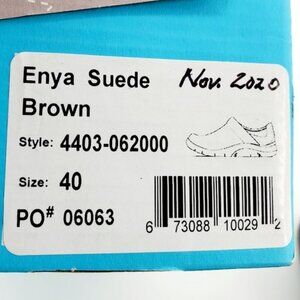 Enya Suede Nov. 2020
Brown
Style: 4403-062000
Size: 40
PO# 06063
6 73088 10029 2